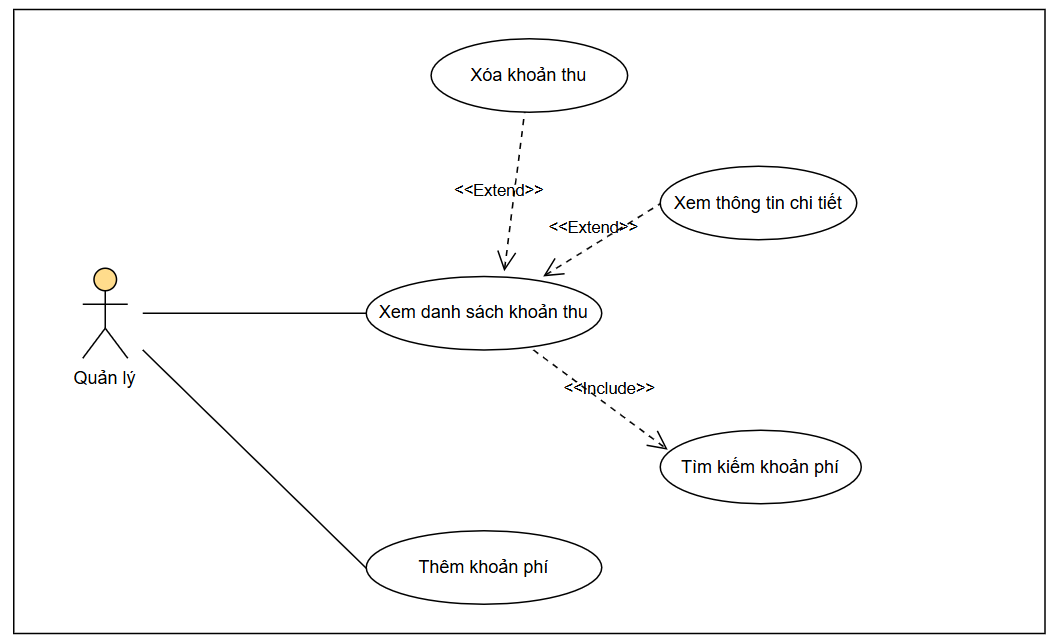 Xóa khoản thu
<<Extend>>
Xem thông tin chi tiết
<<Extend>>
Xem danh sách khoản thu
Quản lý
<<Include>>
Tìm kiếm khoản phí
Thêm khoản phí